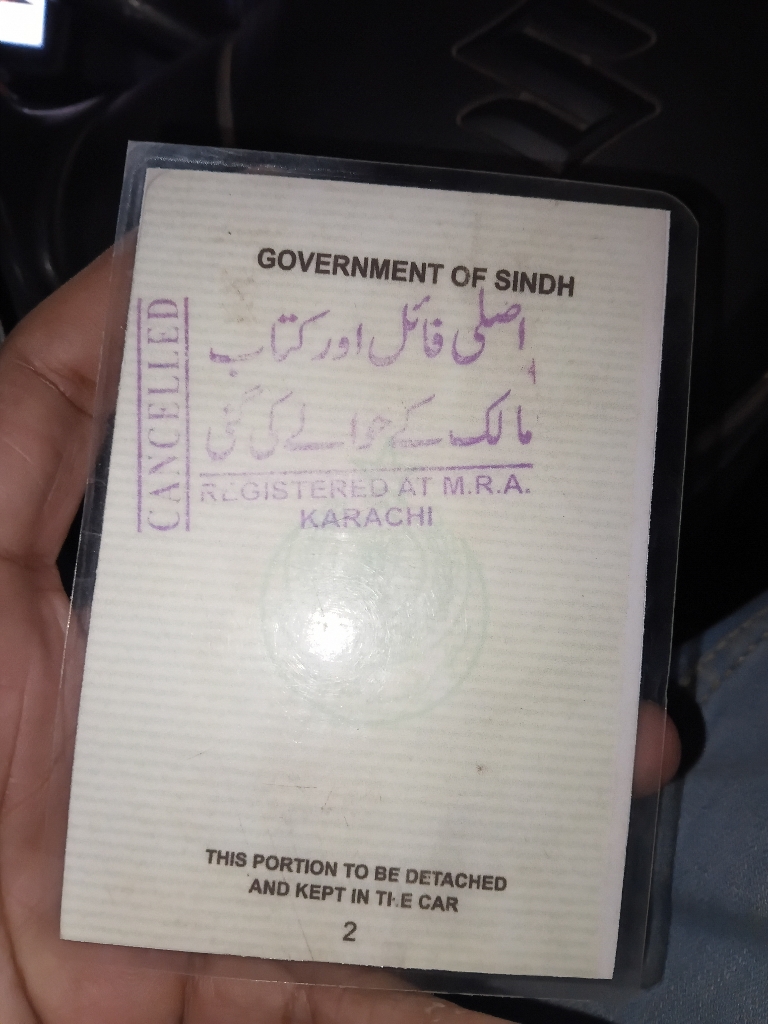 GOVERNMENT OF SINDH
CANCELLED
اصلی فائل اور کتاب
مالک کے حوالے کی گئی
REGISTERED AT M.R.A.
KARACHI
THIS PORTION TO BE DETACHED
AND KEPT IN THE CAR
2